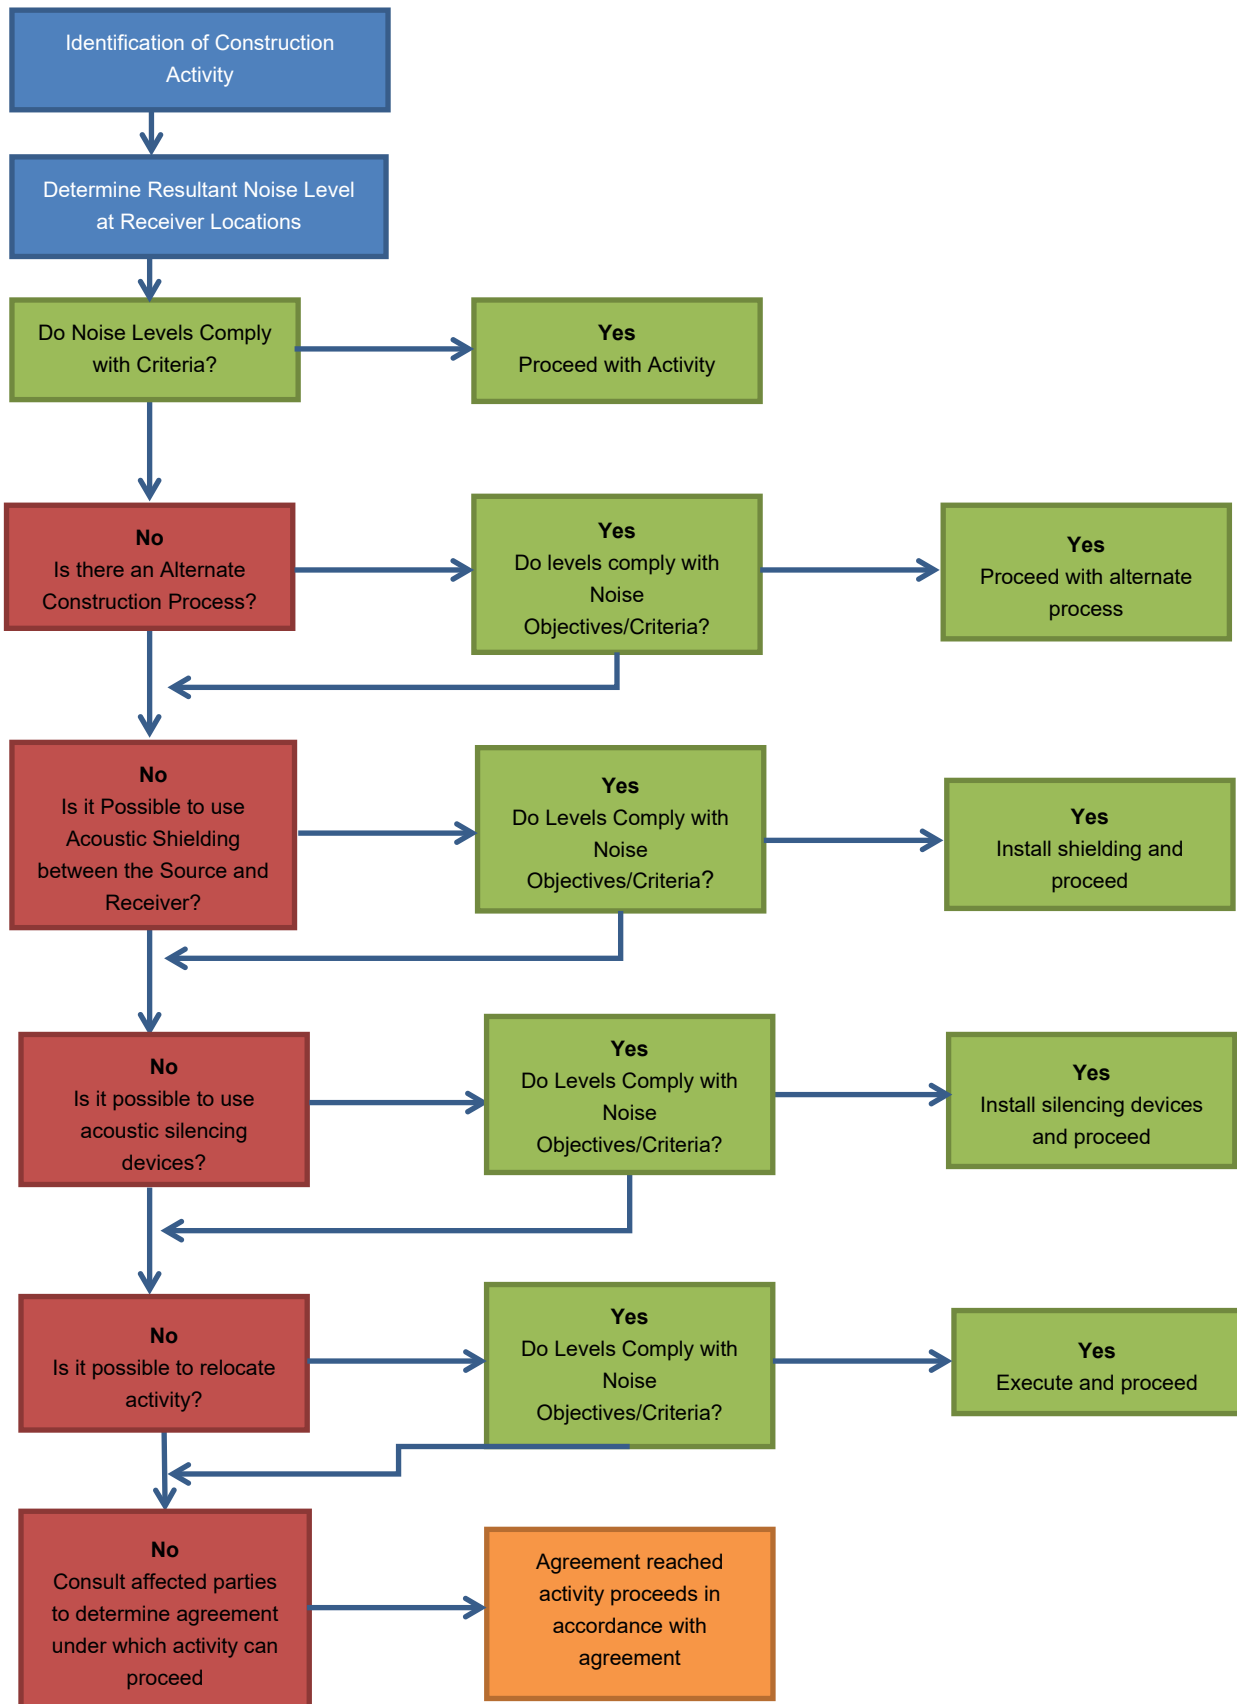 Identification of Construction
Activity
Determine Resultant Noise Level
at Receiver Locations
Do Noise Levels Comply
with Criteria?
Yes
Proceed with Activity
No
Is there an Alternate
Construction Process?
Yes
Do levels comply with
Noise
Objectives/Criteria?
Yes
Proceed with alternate
process
No
Is it Possible to use
Acoustic Shielding
between the Source and
Receiver?
Yes
Do Levels Comply with
Noise
Objectives/Criteria?
Yes
Install shielding and
proceed
No
Is it possible to use
acoustic silencing
devices?
Yes
Do Levels Comply with
Noise
Objectives/Criteria?
Yes
Install silencing devices
and proceed
No
Is it possible to relocate
activity?
Yes
Do Levels Comply with
Noise
Objectives/Criteria?
Yes
Execute and proceed
No
Consult affected parties
to determine agreement
under which activity can
proceed
Agreement reached
activity proceeds in
accordance with
agreement